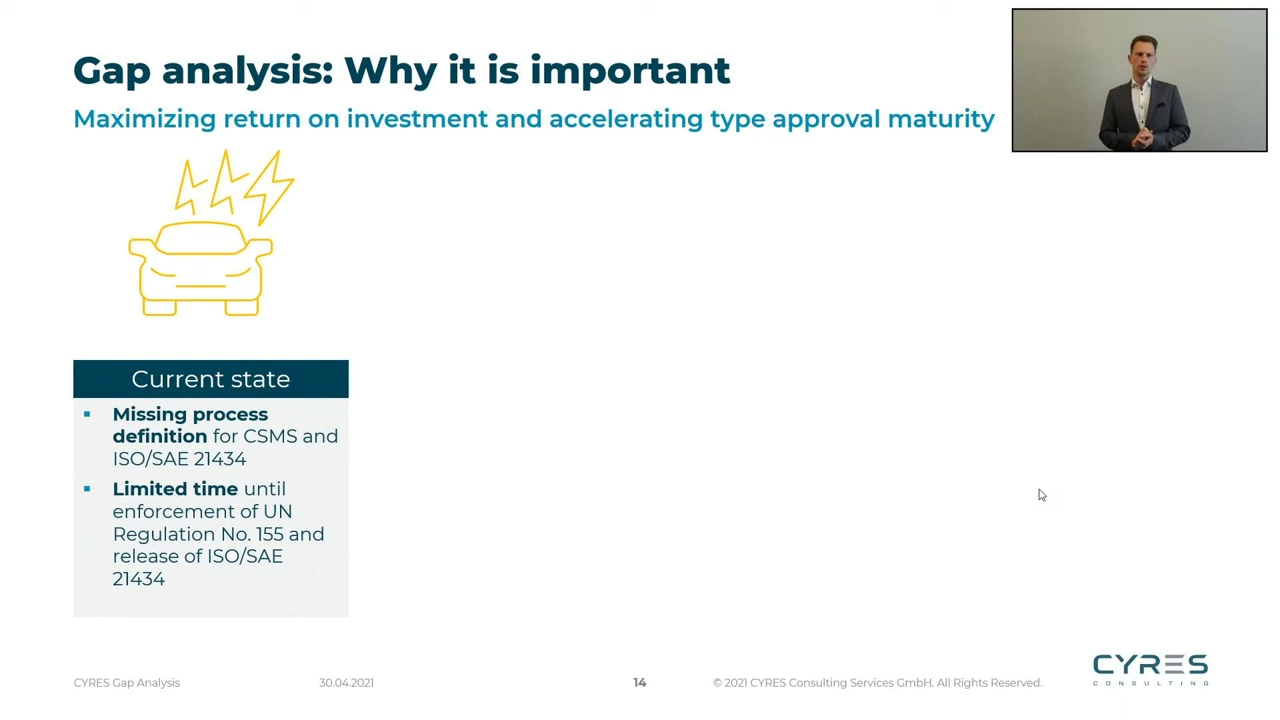 Gap analysis: Why it is important
Maximizing return on investment and accelerating type approval maturity
Current state
▪ Missing process
definition for CSMS and
ISO/SAE 21434
▪ Limited time until
enforcement of UN
Regulation No. 155 and
release of ISO/SAE
21434
CYRES
CONSULTING
CYRES Gap Analysis 30.04.2021 14 © 2021 CYRES Consulting Services GmbH. All Rights Reserved.